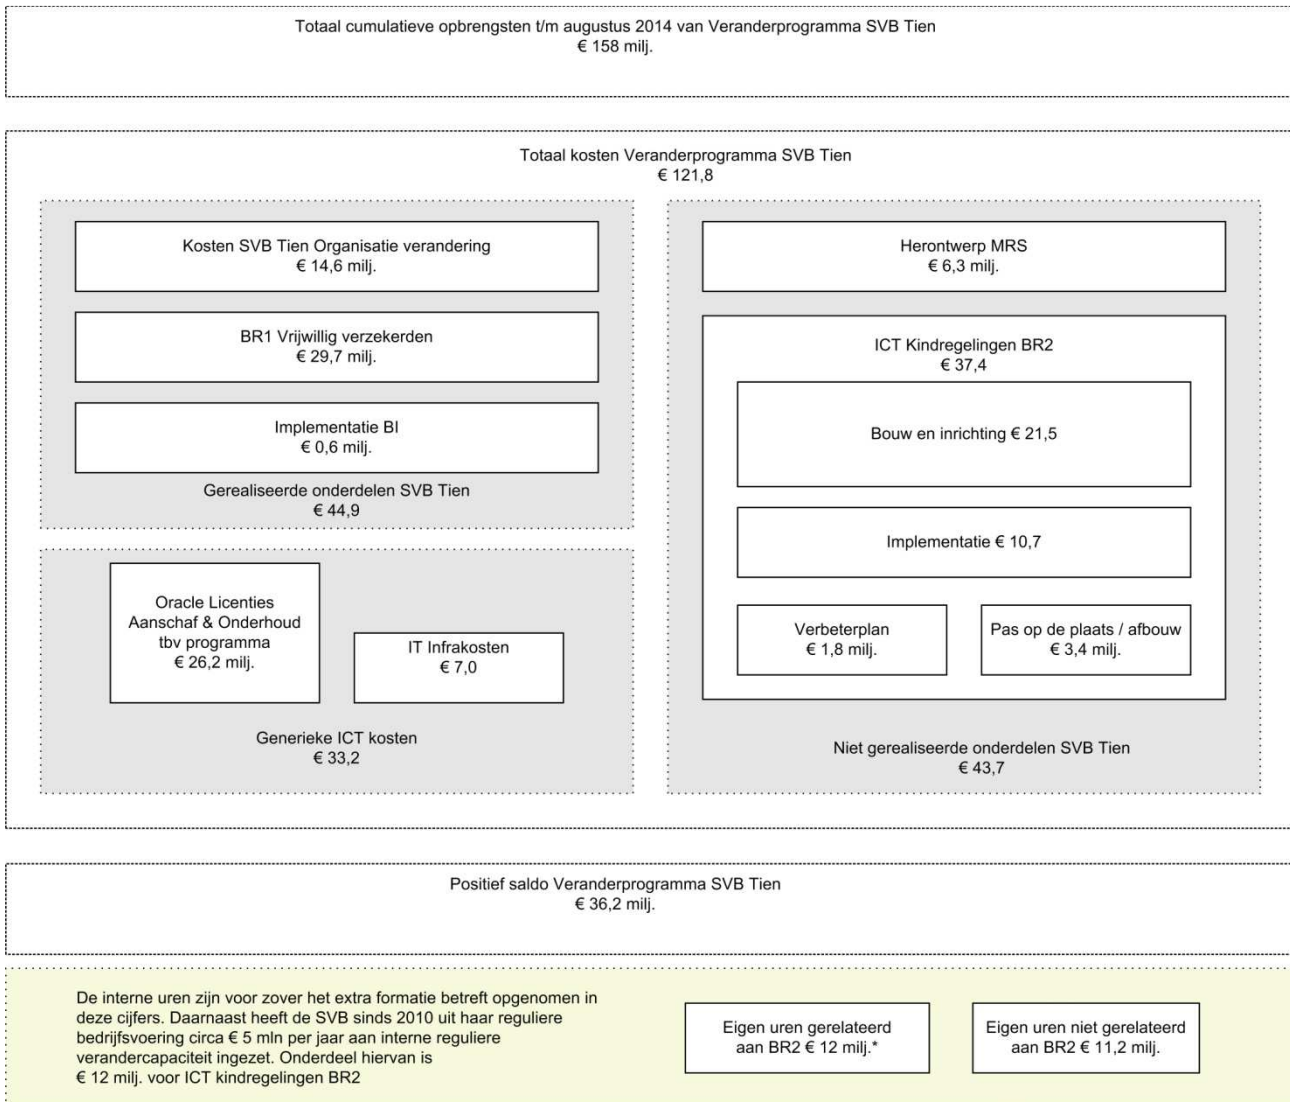 Totaal cumulatieve opbrengsten t/m augustus 2014 van Veranderprogramma SVB Tien
€ 158 milj.
Totaal kosten Veranderprogramma SVB Tien
€ 121,8
Kosten SVB Tien Organisatie verandering
€ 14,6 milj.
BR1 Vrijwillig verzekerden
€ 29,7 milj.
Implementatie BI
€ 0,6 milj.
Gerealiseerde onderdelen SVB Tien
€ 44,9
Oracle Licenties
Aanschaf & Onderhoud
tbv programma
€ 26,2 milj.
IT Infrakosten
€ 7,0
Generieke ICT kosten
€ 33,2
Herontwerp MRS
€ 6,3 milj.
ICT Kindregelingen BR2
€ 37,4
Bouw en inrichting € 21,5
Implementatie € 10,7
Verbeterplan
€ 1,8 milj.
Pas op de plaats / afbouw
€ 3,4 milj.
Niet gerealiseerde onderdelen SVB Tien
€ 43,7
Positief saldo Veranderprogramma SVB Tien
€ 36,2 milj.
De interne uren zijn voor zover het extra formatie betreft opgenomen in
deze cijfers. Daarnaast heeft de SVB sinds 2010 uit haar reguliere
bedrijfsvoering circa € 5 mln per jaar aan interne reguliere
verandercapaciteit ingezet. Onderdeel hiervan is
€ 12 milj. voor ICT kindregelingen BR2
Eigen uren gerelateerd
aan BR2 € 12 milj.*
Eigen uren niet gerelateerd
aan BR2 € 11,2 milj.